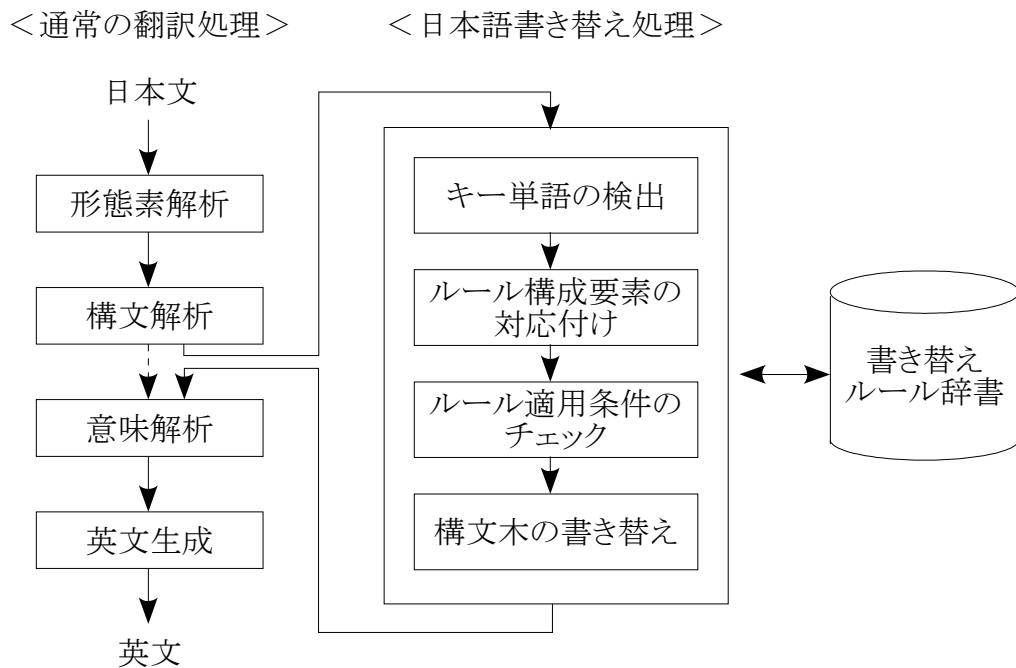 <通常の翻訳処理>
日本文
形態素解析
構文解析
意味解析
英文生成
英文
<日本語書き替え処理>
キー単語の検出
ルール構成要素の
対応付け
ルール適用条件の
チェック
構文木の書き替え
書き替え
ルール辞書